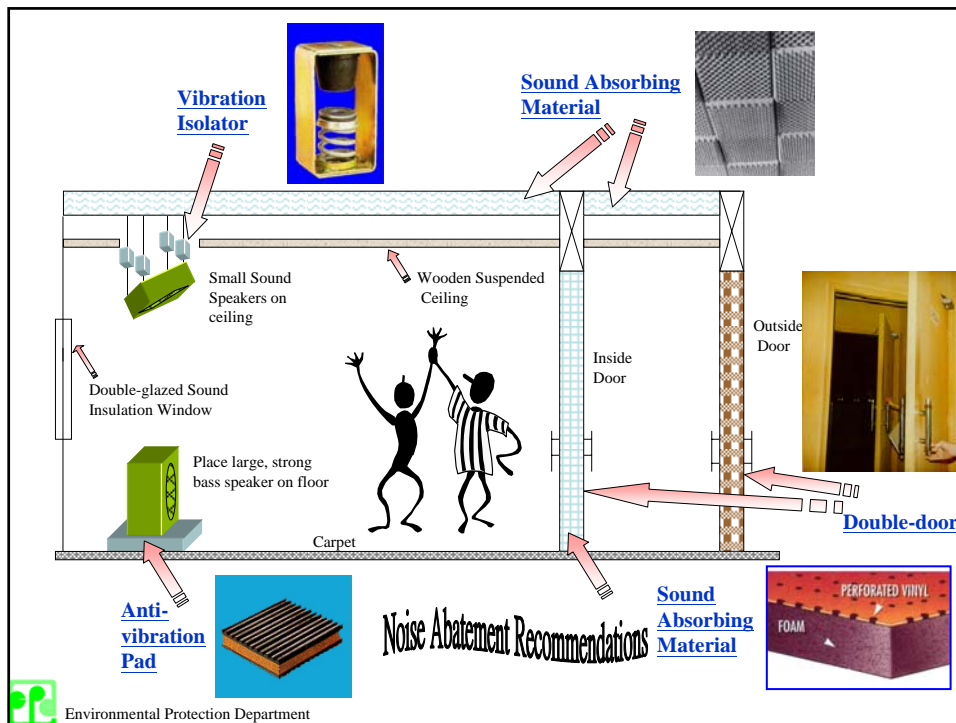 Vibration
Isolator
Sound Absorbing
Material
Small Sound
Speakers on
ceiling
Wooden Suspended
Ceiling
Outside
Door
Inside
Door
Double-glazed Sound
Insulation Window
Place large, strong
bass speaker on floor
Double-door
Carpet
Anti-
vibration
Pad
Noise Abatement Recommendations
Sound
Absorbing
Material
PERFORATED VINYL
FOAM
Environmental Protection Department